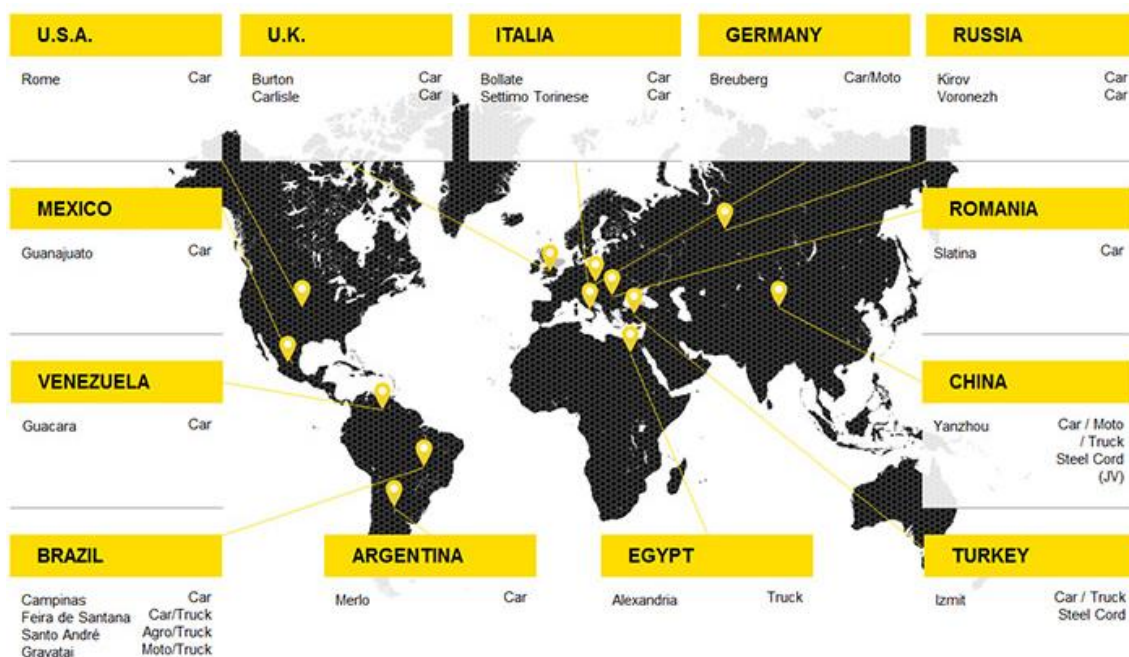 U.S.A.
Rome Car
U.K.
Burton Car
Carlisle Car
ITALIA
Bollate Car
Settimo Torinese Car
GERMANY
Breuberg Car/Moto
RUSSIA
Kirov Car
Voronezh Car
MEXICO
Guanajuato Car
ROMANIA
Slatina Car
VENEZUELA
Guacara Car
CHINA
Yanzhou Car / Moto
/ Truck
Steel Cord
(JV)
BRAZIL
Campinas Car
Feira de Santana Car/Truck
Santo André Agro/Truck
Gravatai Moto/Truck
ARGENTINA
Merlo Car
EGYPT
Alexandria Truck
TURKEY
Izmit Car / Truck
Steel Cord